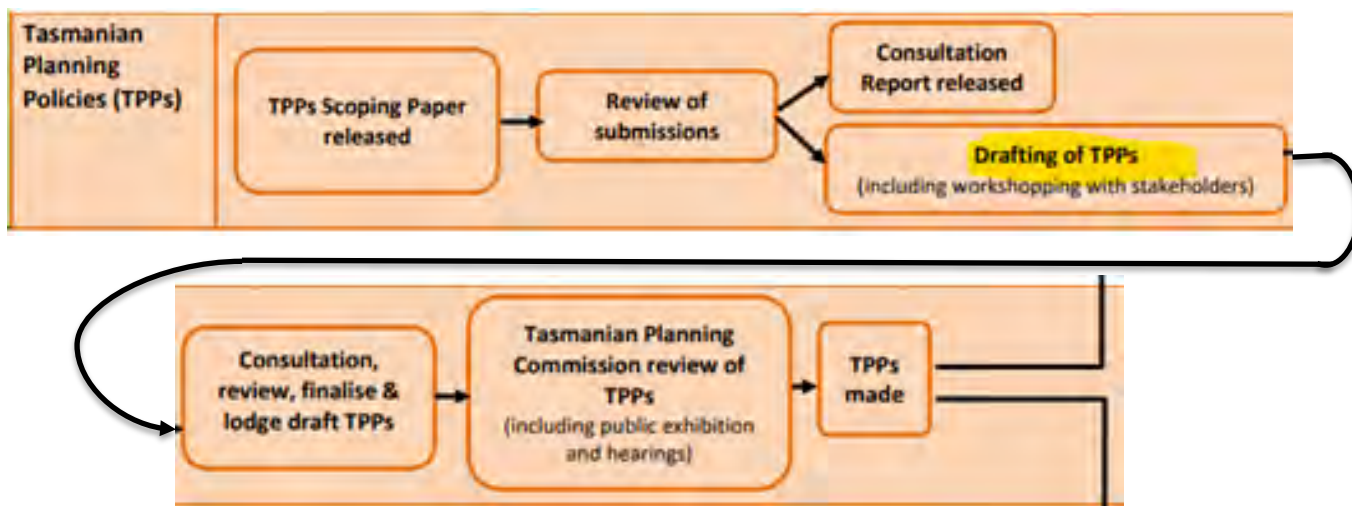 Tasmanian
Planning
Policies (TPPs)
TPPs Scoping Paper
released
Review of
submissions
Consultation
Report released
Drafting of TPPs
(including workshopping with stakeholders)
Consultation,
review, finalise &
lodge draft TPPs
Tasmanian Planning
Commission review of
TPPs
(including public exhibition
and hearings)
TPPs
made